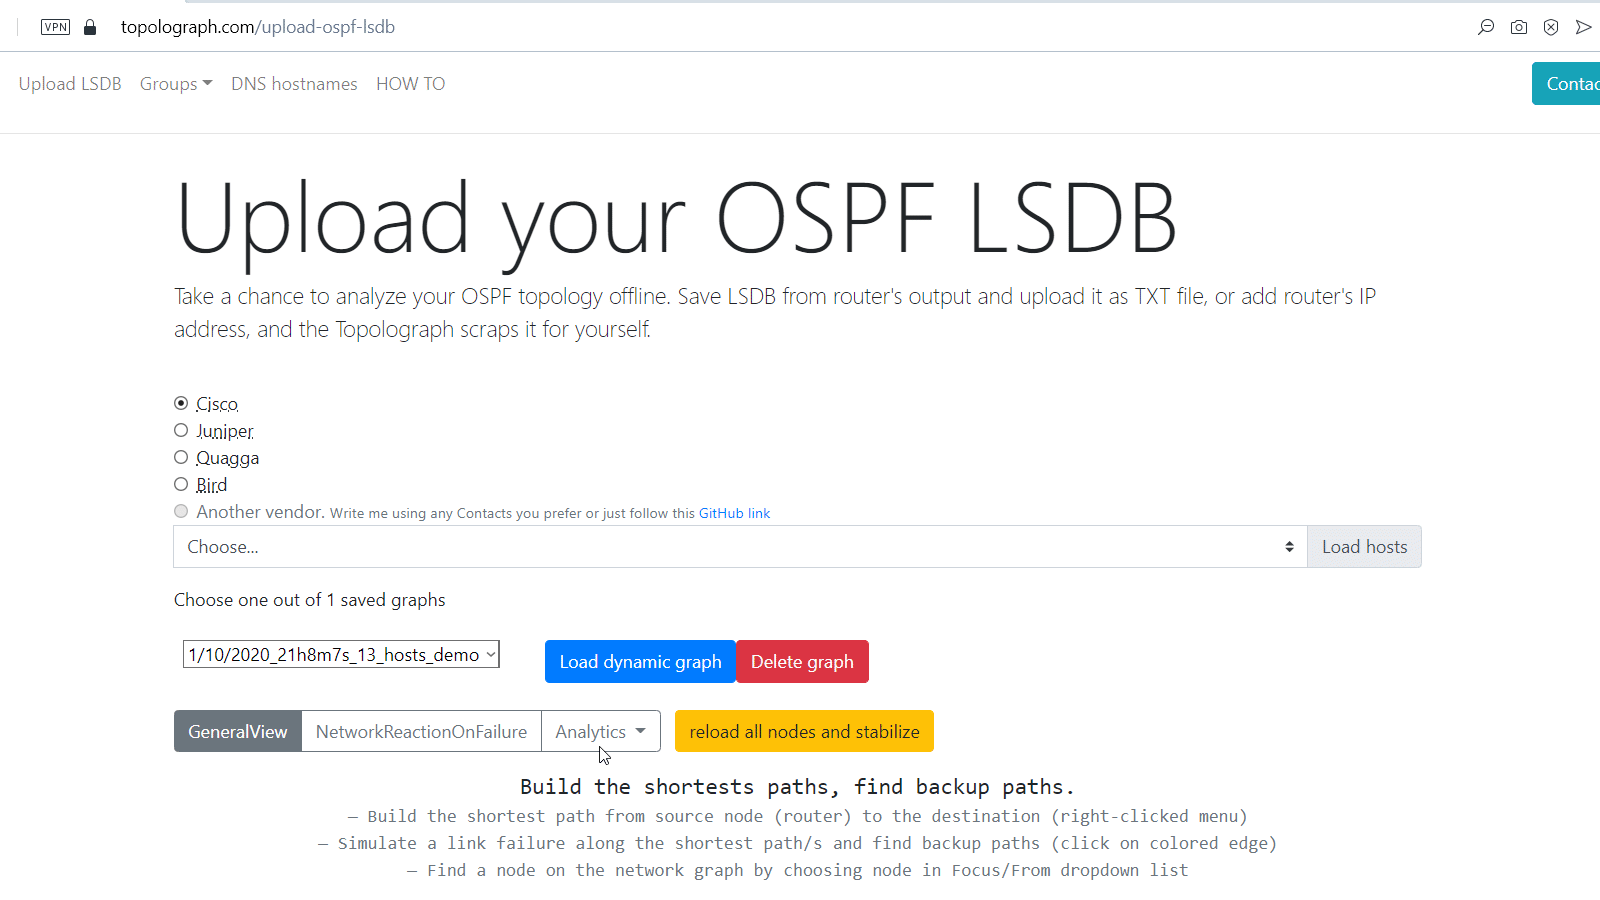 VPN topolograph.com/upload-ospf-lsdb
Upload LSDB Groups DNS hostnames HOW TO Contac
Upload your OSPF LSDB
Take a chance to analyze your OSPF topology offline. Save LSDB from router's output and upload it as TXT file, or add router's IP
address, and the Topolograph scraps it for yourself.
Cisco
Juniper
Quagga
Bird
Another vendor. Write me using any Contacts you prefer or just follow this GitHub link
Choose... Load hosts
Choose one out of 1 saved graphs
1/10/2020_21h8m7s_13_hosts_demo Load dynamic graph Delete graph
GeneralView NetworkReactionOnFailure Analytics reload all nodes and stabilize
Build the shortests paths, find backup paths.
— Build the shortest path from source node (router) to the destination (right-clicked menu)
— Simulate a link failure along the shortest path/s and find backup paths (click on colored edge)
— Find a node on the network graph by choosing node in Focus/From dropdown list